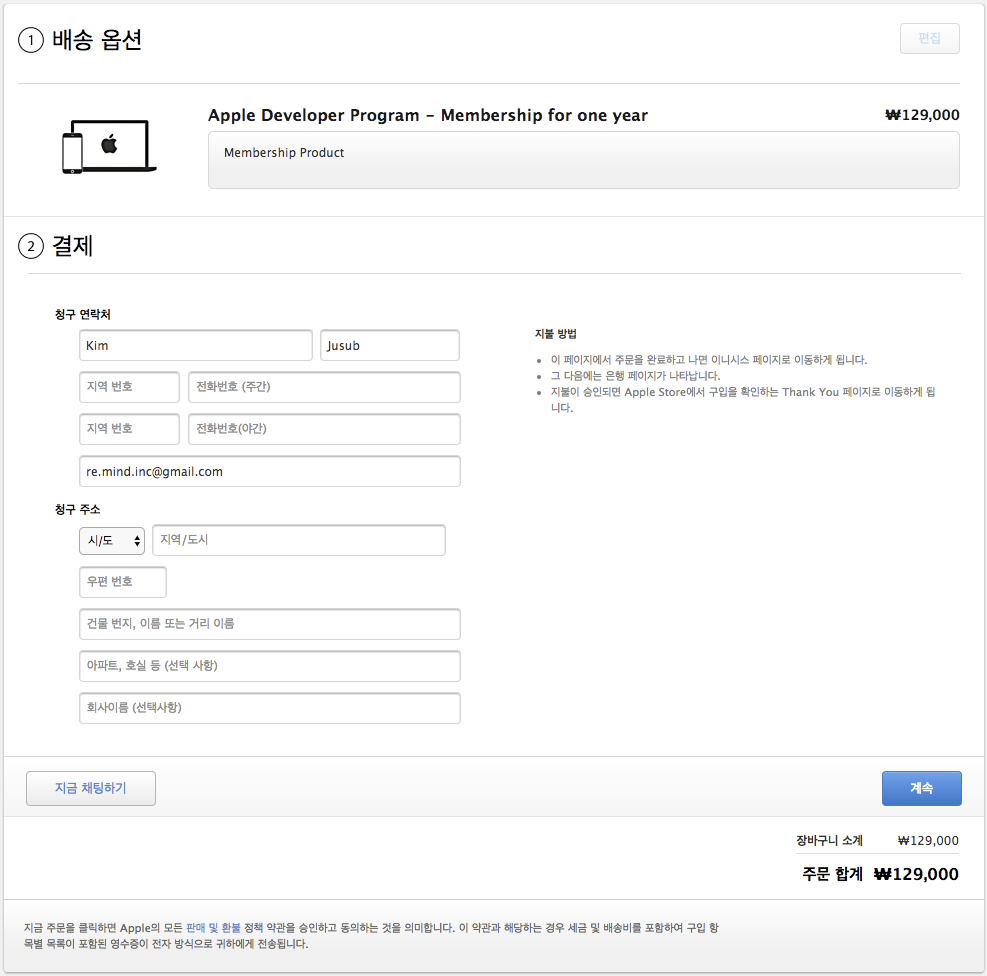 1 배송 옵션
편집
Apple Developer Program – Membership for one year
₩129,000
Membership Product
2 결제
청구 연락처
Kim
Jusub
지역 번호
전화번호 (주간)
지역 번호
전화번호(야간)
re.mind.inc@gmail.com
청구 주소
시/도
지역/도시
우편 번호
건물 번지, 이름 또는 거리 이름
아파트, 호실 등 (선택 사항)
회사이름 (선택사항)
지불 방법
• 이 페이지에서 주문을 완료하고 나면 이니시스 페이지로 이동하게 됩니다.
• 그 다음에는 은행 페이지가 나타납니다.
• 지불이 승인되면 Apple Store에서 구입을 확인하는 Thank You 페이지로 이동하게 됩
니다.
지금 채팅하기
계속
장바구니 소계 ₩129,000
주문 합계 ₩129,000
지금 주문을 클릭하면 Apple의 모든 판매 및 환불 정책 약관을 승인하고 동의하는 것을 의미합니다. 이 약관과 해당하는 경우 세금 및 배송비를 포함하여 구입 항
목별 목록이 포함된 영수증이 전자 방식으로 귀하에게 전송됩니다.